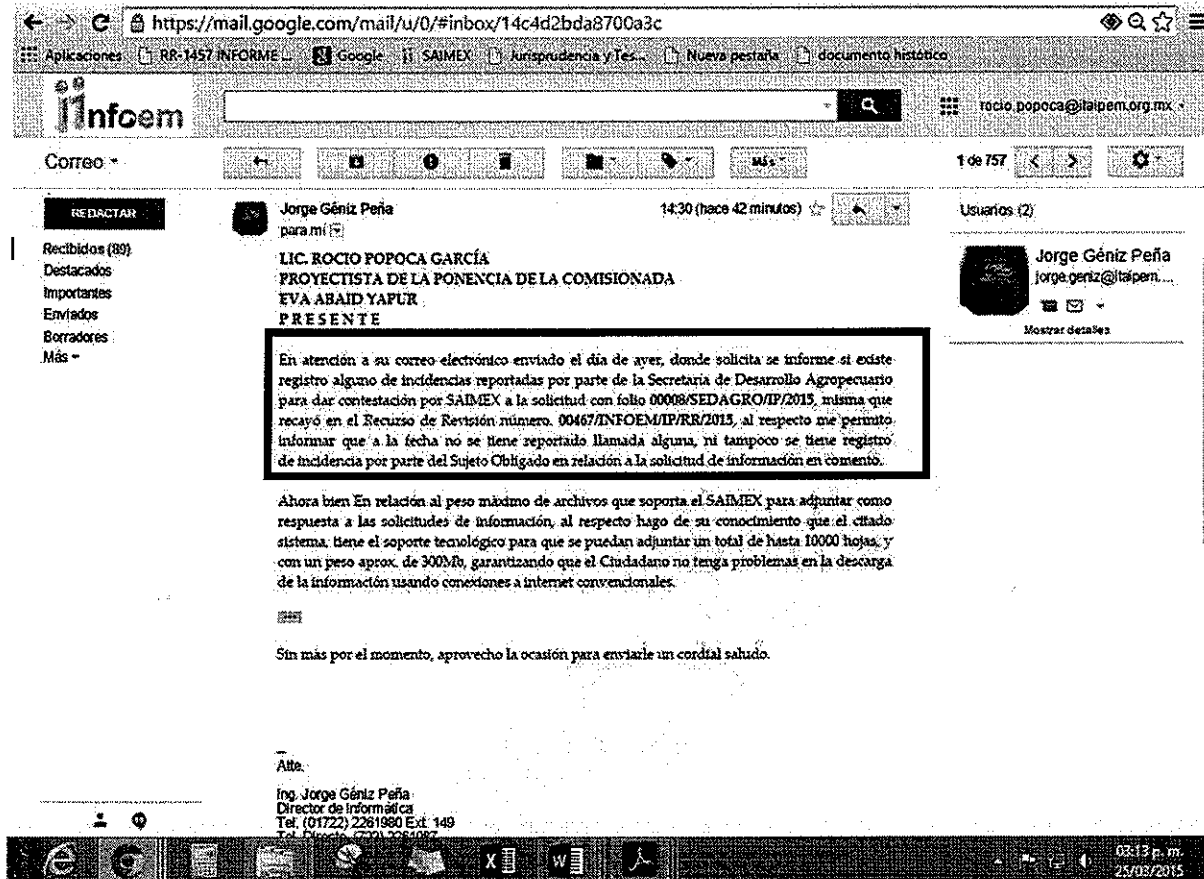 https://mail.google.com/mail/u/0/#inbox/14c4d2bda8700a3c
Aplicaciones RR-1457 INFORME ... Google SAIMEX Jurisprudencia y Tes... Nueva pestaña documento histótico
infoem
rocio.popoca@itaipem.org.mx
Correo
Más
1 de 757
REDACTAR
Recibidos (89)
Destacados
Importantes
Enviados
Borradores
Más
Jorge Géniz Peña
14:30 (hace 42 minutos)
para mí
LIC. ROCIO POPOCA GARCÍA
PROYECTISTA DE LA PONENCIA DE LA COMISIONADA
EVA ABAID YAPUR
P R E S E N T E
En atención a su correo electrónico enviado el día de ayer, donde solicita se informe si existe
registro alguno de incidencias reportadas por parte de la Secretaría de Desarrollo Agropecuario
para dar contestación por SAIMEX a la solicitud con folio 00008/SEDAGRO/IP/2015, misma que
recayó en el Recurso de Revisión número. 00467/INFOEM/IP/RR/2015, al respecto me permito
informar que a la fecha no se tiene reportado llamada alguna, ni tampoco se tiene registro
de incidencia por parte del Sujeto Obligado en relación a la solicitud de información en comento.
Ahora bien En relación al peso máximo de archivos que soporta el SAIMEX para adjuntar como
respuesta a las solicitudes de información, al respecto hago de su conocimiento que el citado
sistema, tiene el soporte tecnológico para que se puedan adjuntar un total de hasta 10000 hojas, y
con un peso aprox. de 300Mb, garantizando que el Ciudadano no tenga problemas en la descarga
de la información usando conexiones a internet convencionales.
Sin más por el momento, aprovecho la ocasión para enviarle un cordial saludo.
--
Atte.
Ing. Jorge Géniz Peña
Director de Informática
Tel. (01722) 2261980 Ext. 149
Tel. Directo. (722) 2261087
Usuarios (2)
Jorge Géniz Peña
jorge.geniz@itaipem....
Mostrar detalles
03:13 p. m.
25/03/2015